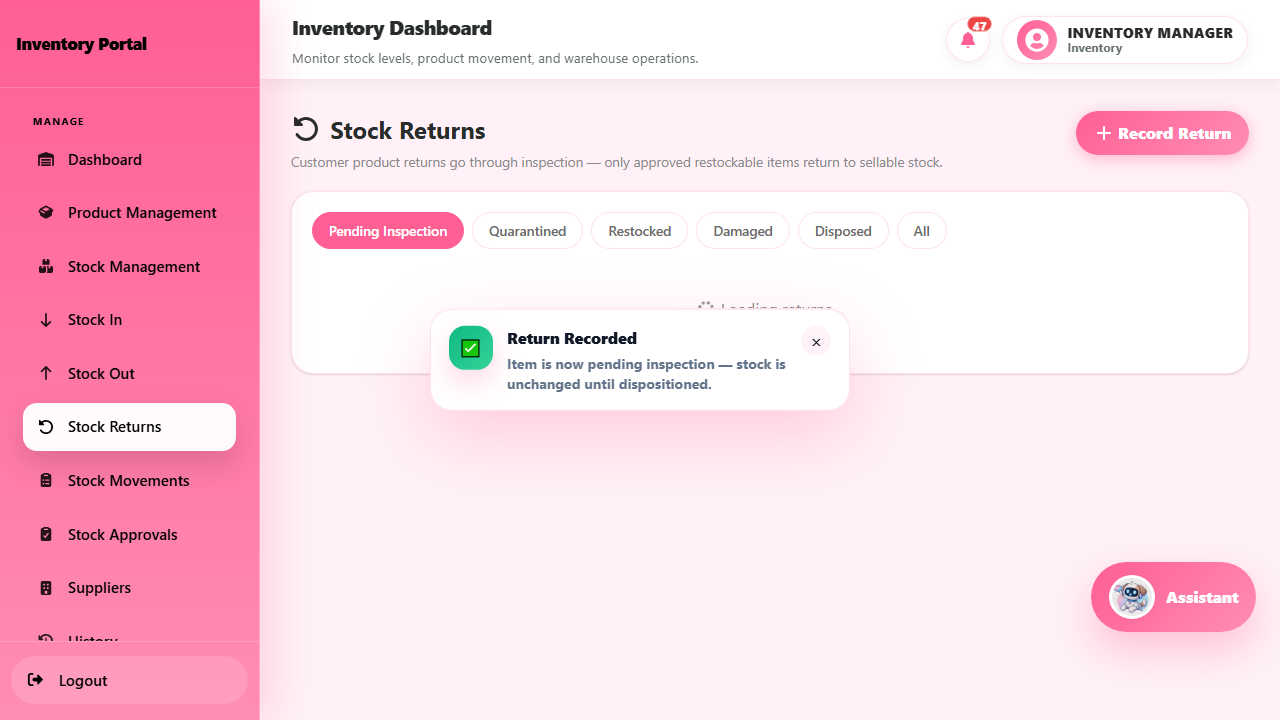 Inventory Portal
MANAGE
Dashboard
Product Management
Stock Management
Stock In
Stock Out
Stock Returns
Stock Movements
Stock Approvals
Suppliers
History
Logout
Inventory Dashboard
Monitor stock levels, product movement, and warehouse operations.
47
INVENTORY MANAGER
Inventory
Stock Returns
Customer product returns go through inspection — only approved restockable items return to sellable stock.
Record Return
Pending Inspection
Quarantined
Restocked
Damaged
Disposed
All
Loading returns
Return Recorded
Item is now pending inspection — stock is
unchanged until dispositioned.
Assistant